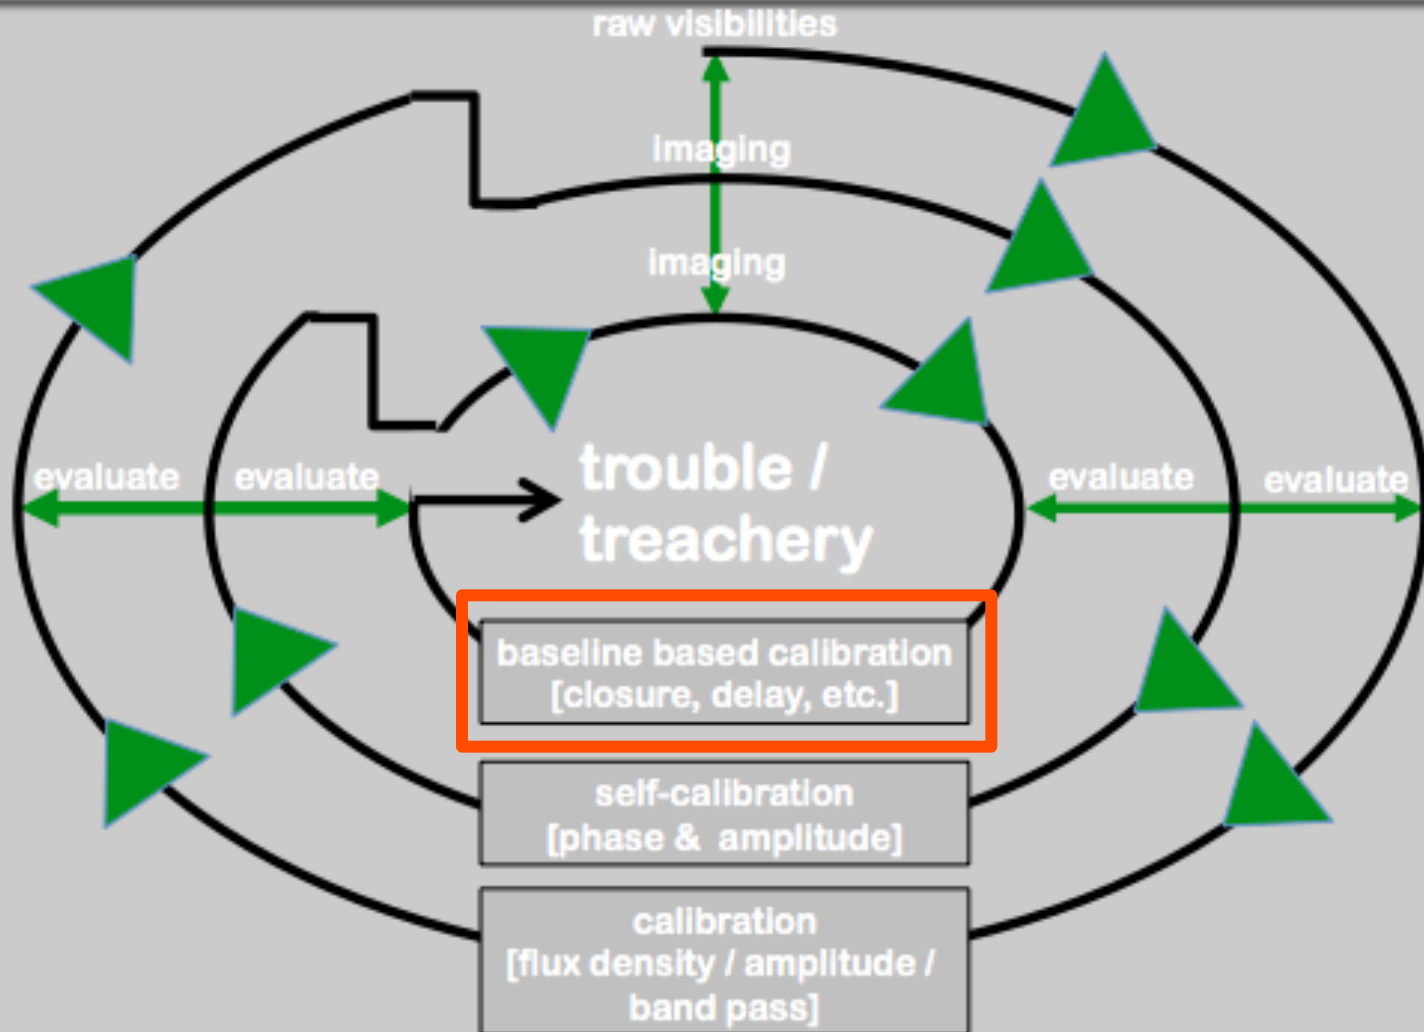 raw visibilities
imaging
imaging
evaluate
evaluate
evaluate
evaluate
trouble /
treachery
baseline based calibration
[closure, delay, etc.]
self-calibration
[phase & amplitude]
calibration
[flux density / amplitude /
band pass]